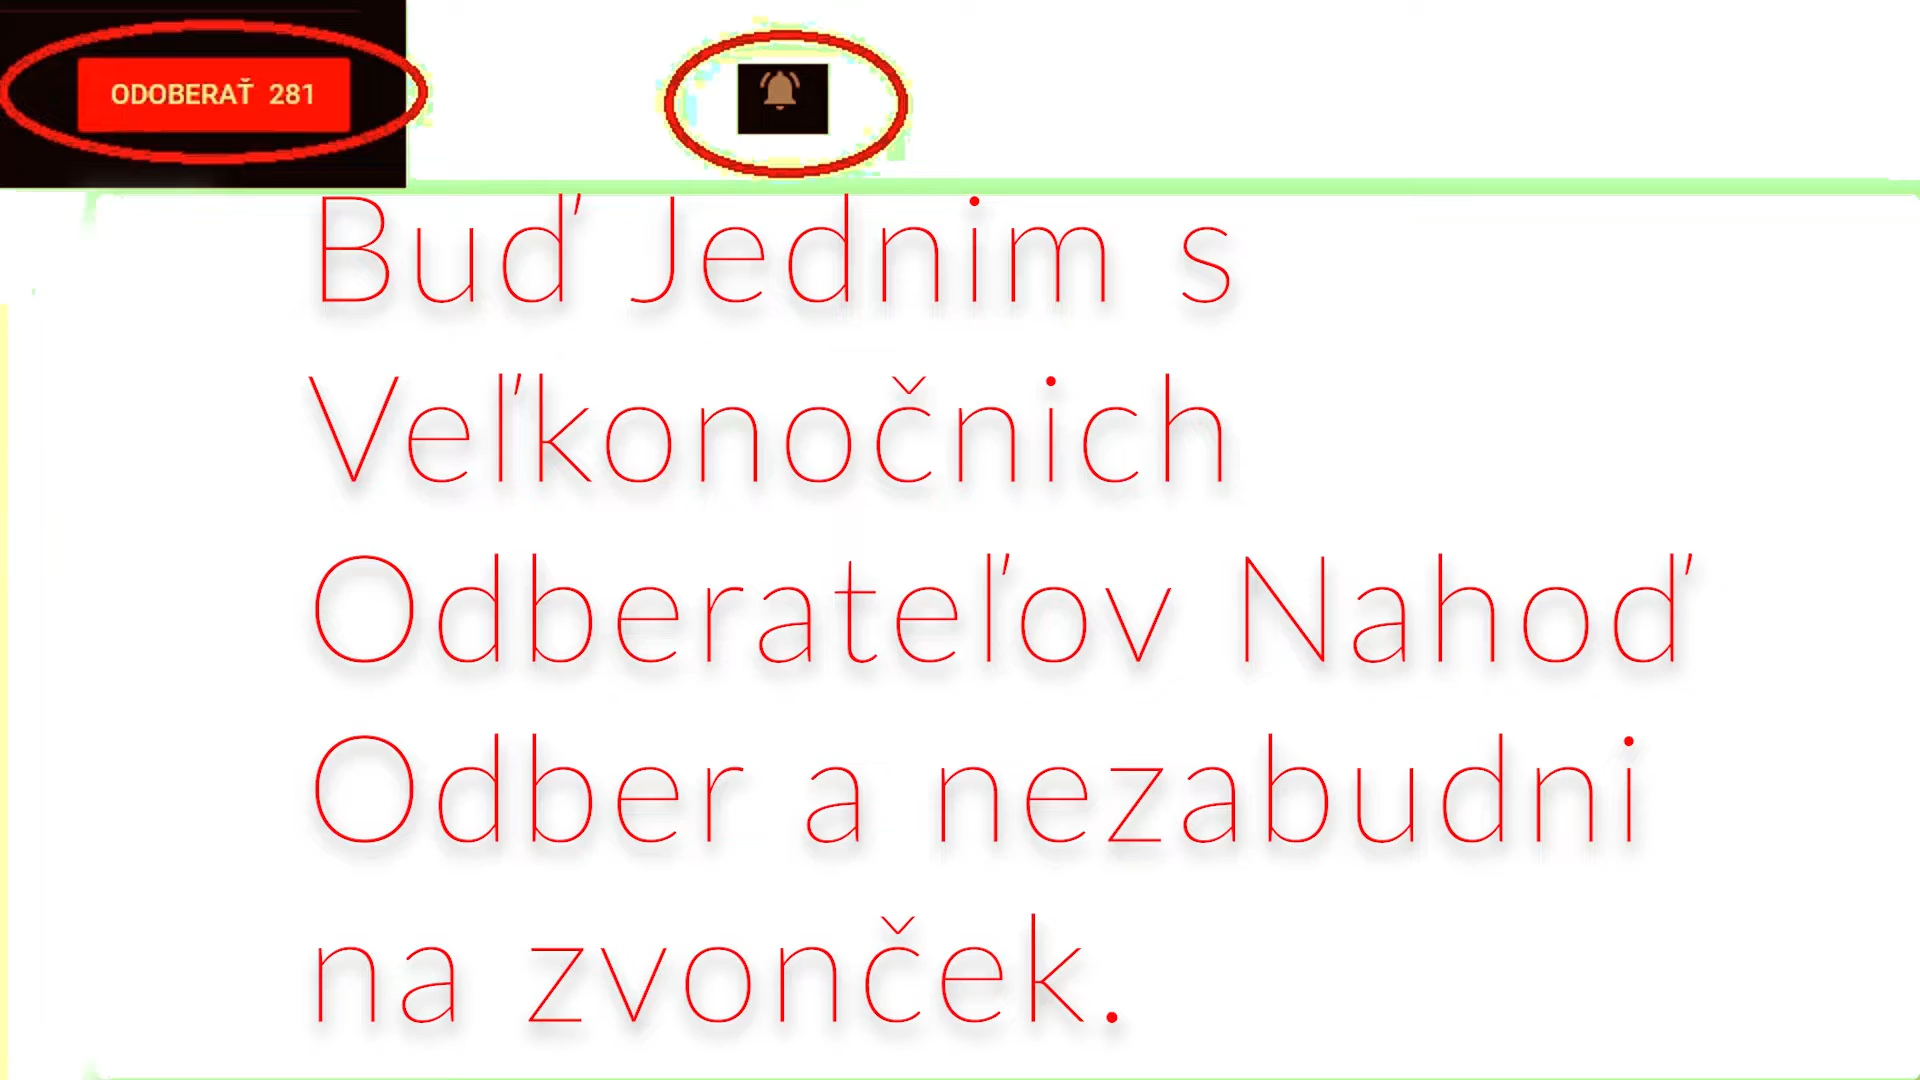 ODOBERAŤ 281
Buď Jednim s
Veľkonočnich
Odberateľov Nahoď
Odber a nezabudni
na zvonček.